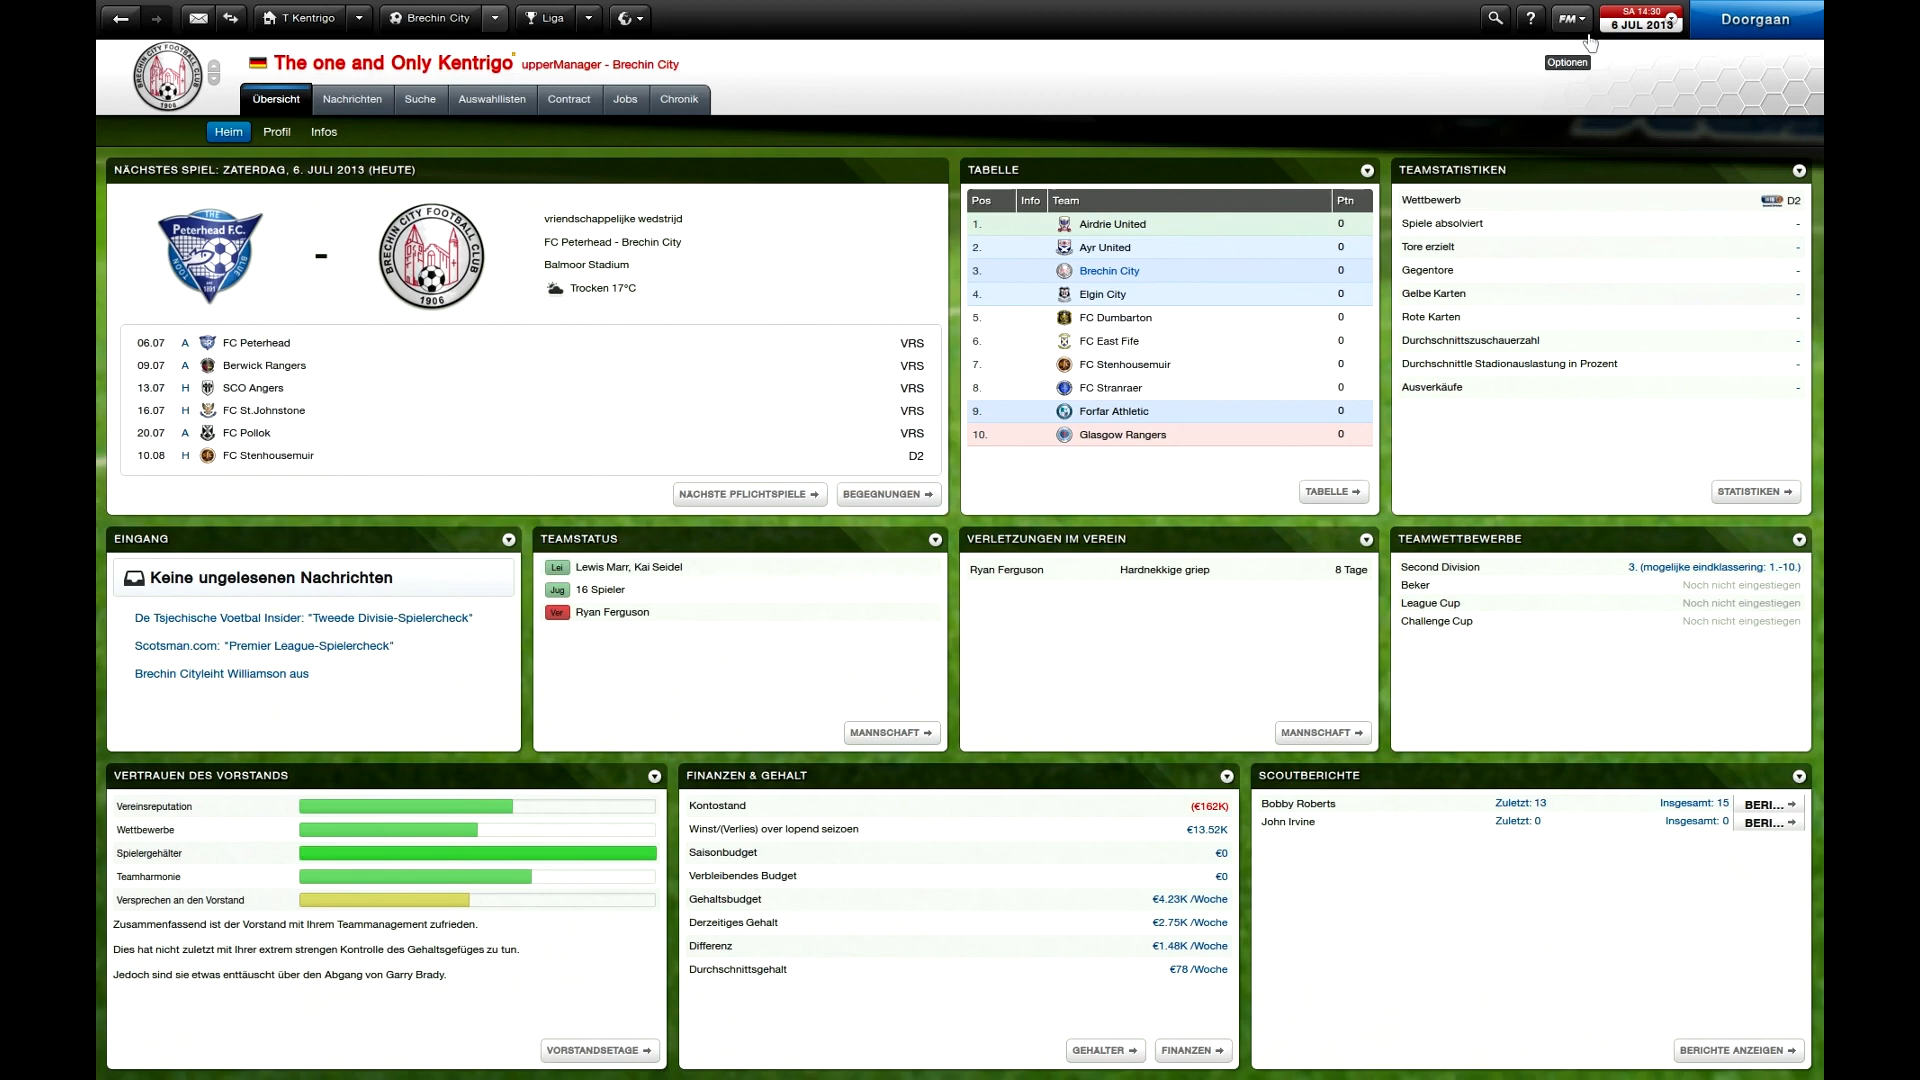 T Kentrigo
Brechin City
Liga
?
FM
SA 14:30
6 JUL 2013
Doorgaan
Optionen
The one and Only Kentrigo
upperManager - Brechin City
Übersicht
Nachrichten
Suche
Auswahllisten
Contract
Jobs
Chronik
Heim
Profil
Infos
NÄCHSTES SPIEL: ZATERDAG, 6. JULI 2013 (HEUTE)
THE
Peterhead F.C.
BLUE TOON
1891
BRECHIN CITY FOOTBALL CLUB
1906
-
vriendschappelijke wedstrijd
FC Peterhead - Brechin City
Balmoor Stadium
Trocken 17°C
06.07 A FC Peterhead VRS
09.07 A Berwick Rangers VRS
13.07 H SCO Angers VRS
16.07 H FC St.Johnstone VRS
20.07 A FC Pollok VRS
10.08 H FC Stenhousemuir D2
NÄCHSTE PFLICHTSPIELE
BEGEGNUNGEN
TABELLE
Pos Info Team Ptn
1. Airdrie United 0
2. Ayr United 0
3. Brechin City 0
4. Elgin City 0
5. FC Dumbarton 0
6. FC East Fife 0
7. FC Stenhousemuir 0
8. FC Stranraer 0
9. Forfar Athletic 0
10. Glasgow Rangers 0
TABELLE
TEAMSTATISTIKEN
Wettbewerb D2
Spiele absolviert -
Tore erzielt -
Gegentore -
Gelbe Karten -
Rote Karten -
Durchschnittszuschauerzahl -
Durchschnittle Stadionauslastung in Prozent -
Ausverkäufe -
STATISTIKEN
EINGANG
Keine ungelesenen Nachrichten
De Tsjechische Voetbal Insider: "Tweede Divisie-Spielercheck"
Scotsman.com: "Premier League-Spielercheck"
Brechin Cityleiht Williamson aus
TEAMSTATUS
Lei Lewis Marr, Kai Seidel
Jug 16 Spieler
Ver Ryan Ferguson
MANNSCHAFT
VERLETZUNGEN IM VEREIN
Ryan Ferguson Hardnekkige griep 8 Tage
MANNSCHAFT
TEAMWETTBEWERBE
Second Division 3. (mogelijke eindklassering: 1.-10.)
Beker Noch nicht eingestiegen
League Cup Noch nicht eingestiegen
Challenge Cup Noch nicht eingestiegen
VERTRAUEN DES VORSTANDS
Vereinsreputation
Wettbewerbe
Spielergehälter
Teamharmonie
Versprechen an den Vorstand
Zusammenfassend ist der Vorstand mit Ihrem Teammanagement zufrieden.
Dies hat nicht zuletzt mit Ihrer extrem strengen Kontrolle des Gehaltsgefüges zu tun.
Jedoch sind sie etwas enttäuscht über den Abgang von Garry Brady.
VORSTANDSETAGE
FINANZEN & GEHALT
Kontostand (€162K)
Winst/(Verlies) over lopend seizoen €13.52K
Saisonbudget €0
Verbleibendes Budget €0
Gehaltsbudget €4.23K /Woche
Derzeitiges Gehalt €2.75K /Woche
Differenz €1.48K /Woche
Durchschnittsgehalt €78 /Woche
GEHÄLTER
FINANZEN
SCOUTBERICHTE
Bobby Roberts Zuletzt: 13 Insgesamt: 15 BERI...
John Irvine Zuletzt: 0 Insgesamt: 0 BERI...
BERICHTE ANZEIGEN